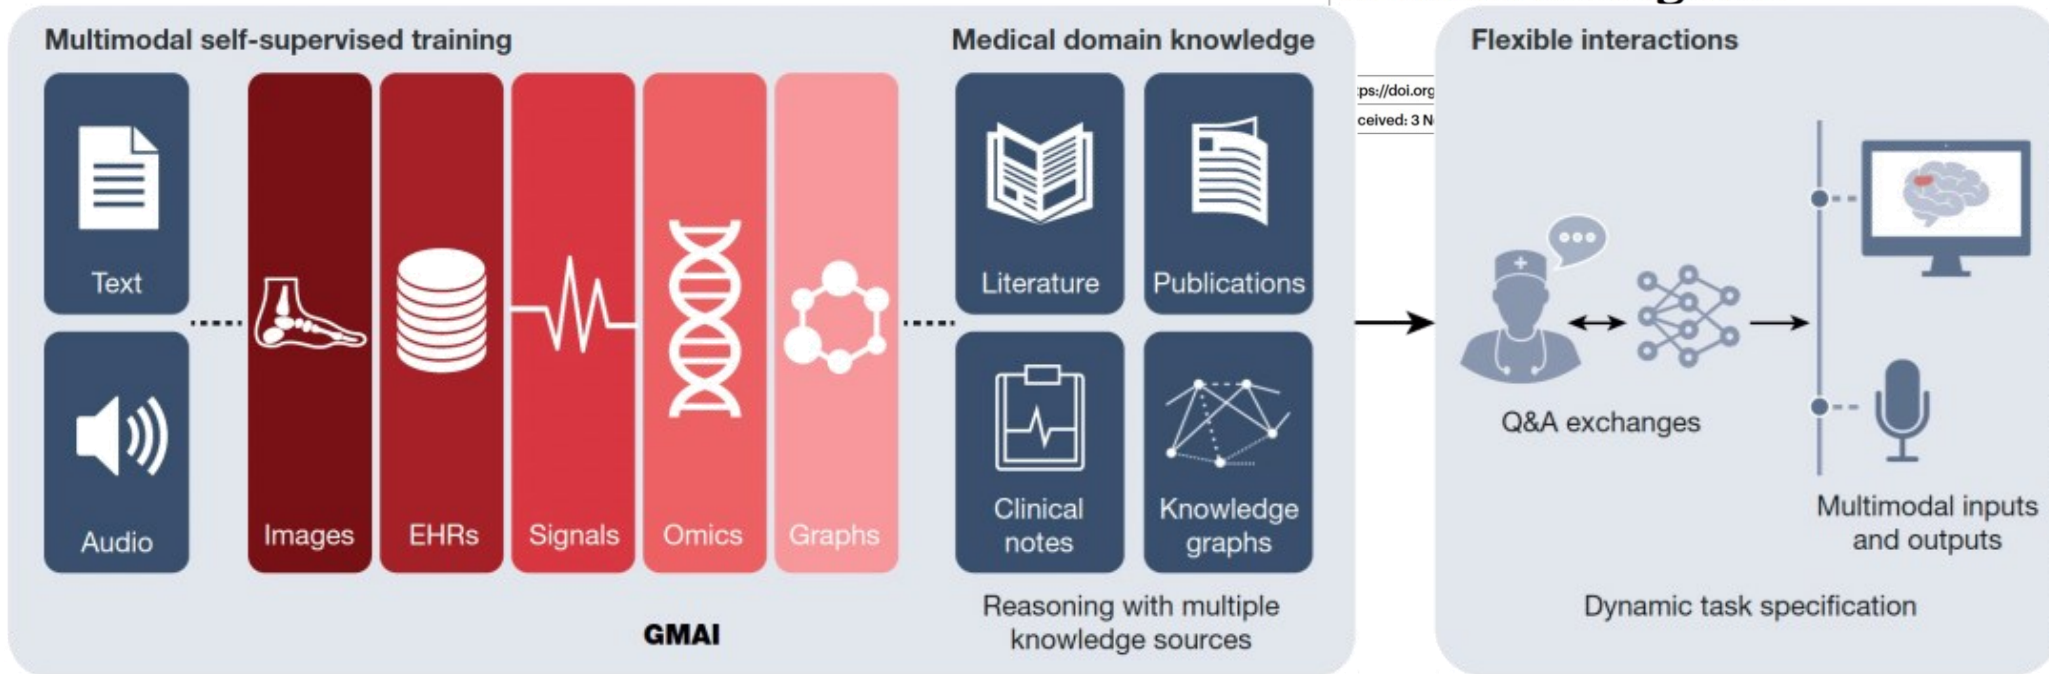 Multimodal self-supervised training
Text
Audio
Images
EHRs
Signals
Omics
Graphs
GMAI
Medical domain knowledge
Literature
Publications
Clinical
notes
Knowledge
graphs
Reasoning with multiple
knowledge sources
ps://doi.org
ceived: 3 N
Flexible interactions
Q&A exchanges
Multimodal inputs
and outputs
Dynamic task specification